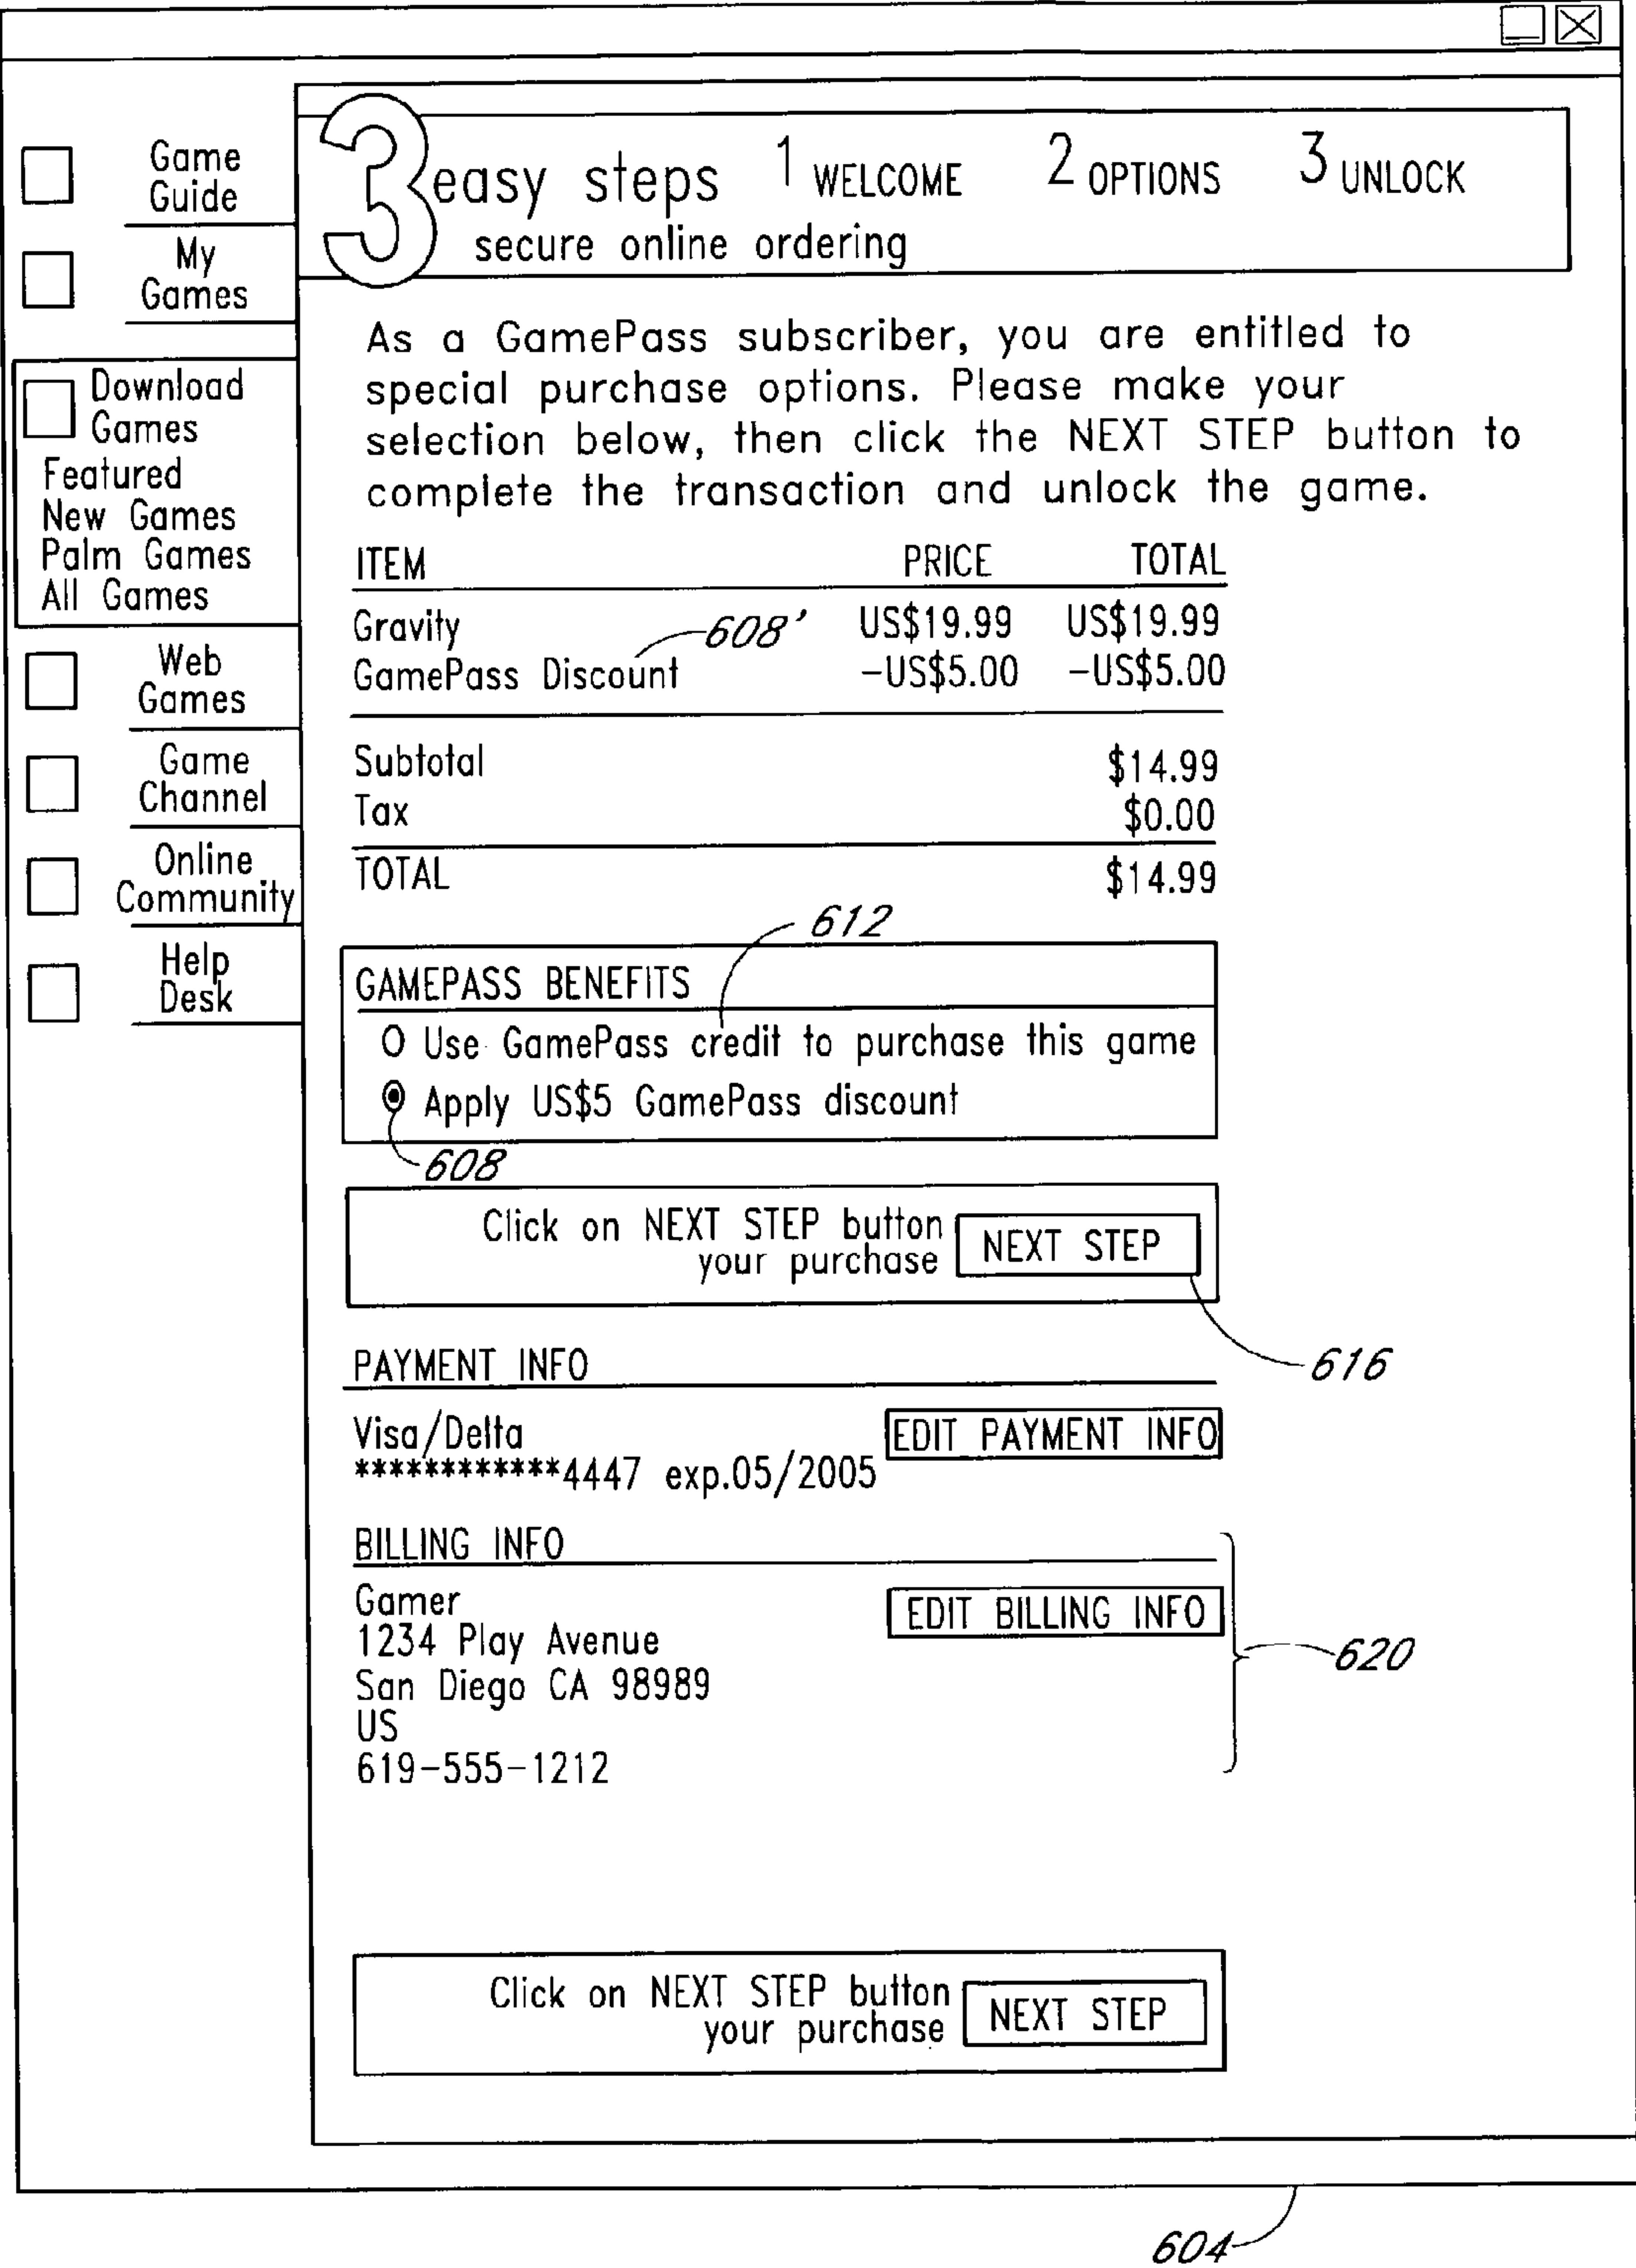 Game
Guide
My
Games
Download
Games
Featured
New Games
Palm Games
All Games
Web
Games
Game
Channel
Online
Community
Help
Desk
3 easy steps 1 WELCOME 2 OPTIONS 3 UNLOCK
secure online ordering
As a GamePass subscriber, you are entitled to
special purchase options. Please make your
selection below, then click the NEXT STEP button to
complete the transaction and unlock the game.
ITEM PRICE TOTAL
Gravity 608' US$19.99 US$19.99
GamePass Discount -US$5.00 -US$5.00
Subtotal $14.99
Tax $0.00
TOTAL $14.99
612
GAMEPASS BENEFITS
Use GamePass credit to purchase this game
Apply US$5 GamePass discount
608
Click on NEXT STEP button
your purchase
NEXT STEP
616
PAYMENT INFO
Visa/Delta
EDIT PAYMENT INFO
************4447 exp.05/2005
BILLING INFO
Gamer
EDIT BILLING INFO
1234 Play Avenue
620
San Diego CA 98989
US
619-555-1212
Click on NEXT STEP button
your purchase
NEXT STEP
604